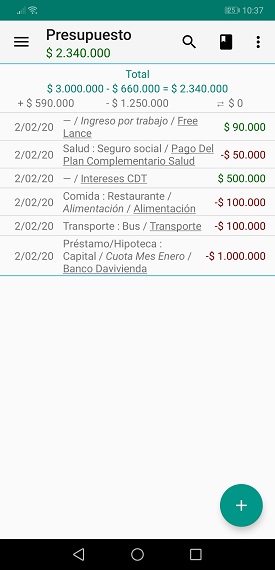 10:37
Presupuesto
$ 2.340.000
Total
$ 3.000.000 - $ 660.000 = $ 2.340.000
+ $ 590.000 - $ 1.250.000 ⇄ $ 0
2/02/20 — / Ingreso por trabajo / Free $ 90.000
Lance
2/02/20 Salud : Seguro social / Pago Del -$ 50.000
Plan Complementario Salud
2/02/20 — / Intereses CDT $ 500.000
2/02/20 Comida : Restaurante / -$ 100.000
Alimentación / Alimentación
2/02/20 Transporte : Bus / Transporte -$ 100.000
Préstamo/Hipoteca :
2/02/20 Capital / Cuota Mes Enero / -$ 1.000.000
Banco Davivienda
+